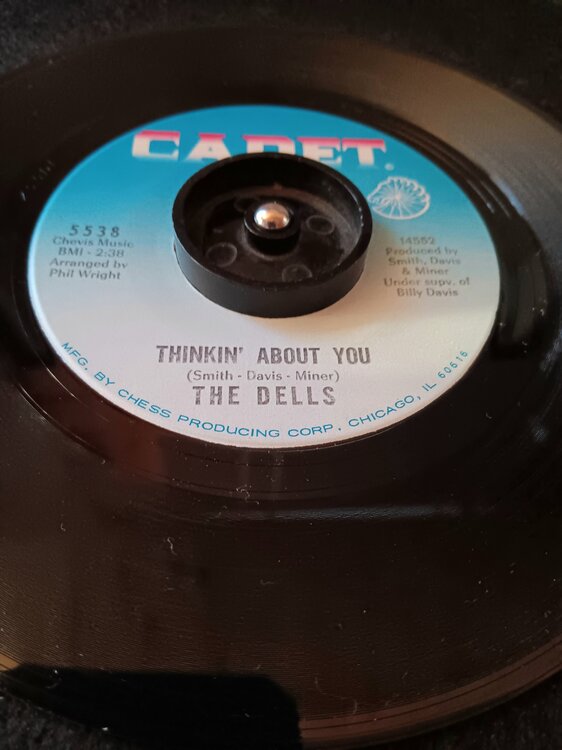 CADET
5538
Chevis Music
BMI - 2:38
Arranged by
Phil Wright
14562
Produced by
Smith, Davis
& Miner
Under supv. of
Billy Davis
THINKIN' ABOUT YOU
(Smith - Davis - Miner)
THE DELLS
MFG. BY CHESS PRODUCING CORP. CHICAGO, IL 60616